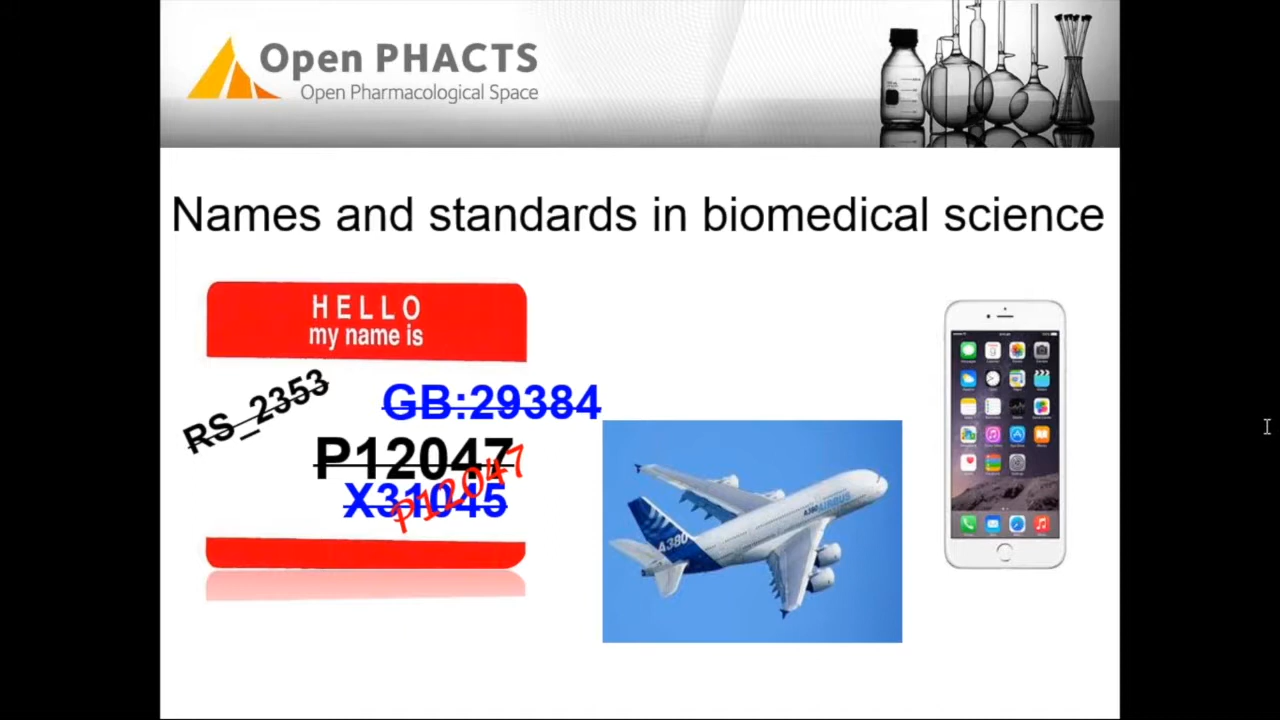 Open PHACTS
Open Pharmacological Space
Names and standards in biomedical science
HELLO
my name is
RS_2353
GB:29384
P12047
X31045
P12047
A380 AIRBUS
A380